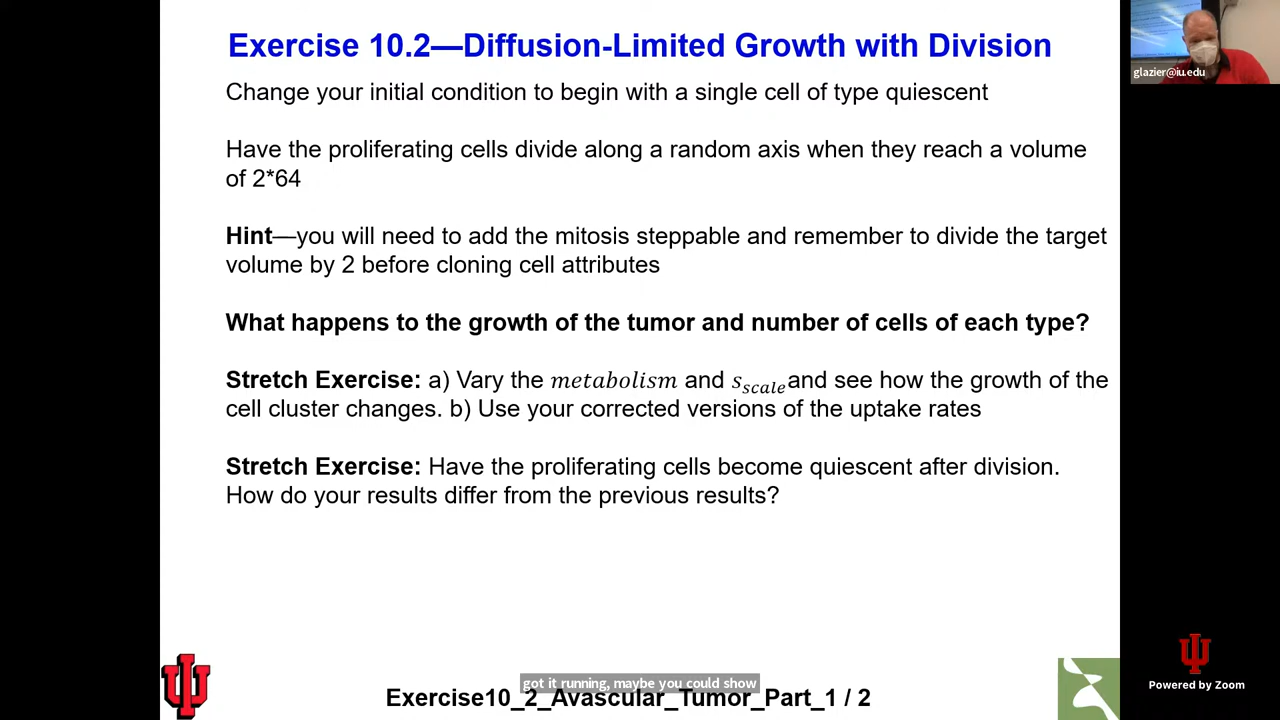 Exercise 10.2—Diffusion-Limited Growth with Division
glazier@iu.edu
Change your initial condition to begin with a single cell of type quiescent
Have the proliferating cells divide along a random axis when they reach a volume
of 2*64
Hint—you will need to add the mitosis steppable and remember to divide the target
volume by 2 before cloning cell attributes
What happens to the growth of the tumor and number of cells of each type?
Stretch Exercise: a) Vary the metabolism and s_scale and see how the growth of the
cell cluster changes. b) Use your corrected versions of the uptake rates
Stretch Exercise: Have the proliferating cells become quiescent after division.
How do your results differ from the previous results?
got it running, maybe you could show
Exercise10_2_Avascular_Tumor_Part_1 / 2
Powered by Zoom